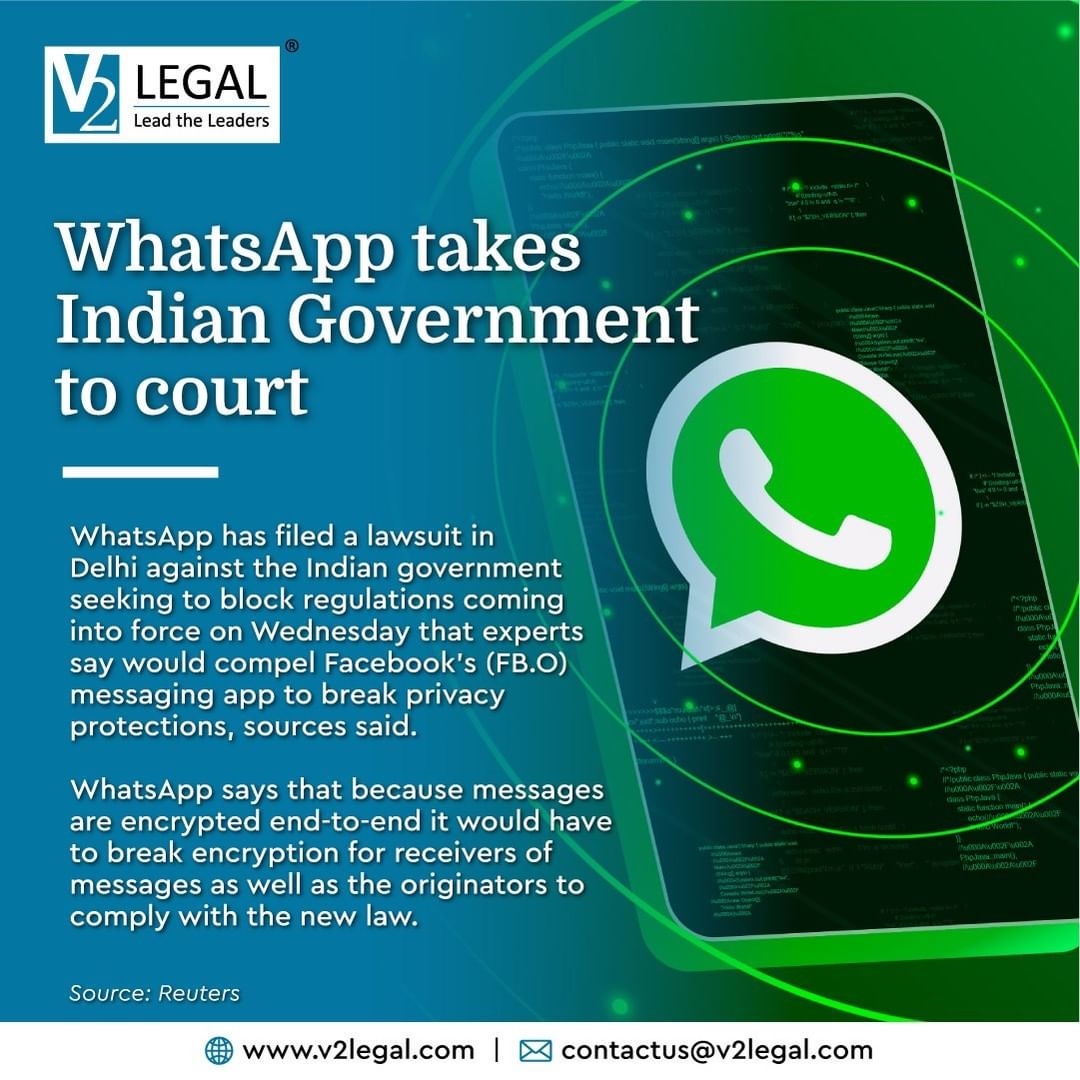 V2 LEGAL ®
Lead the Leaders
WhatsApp takes
Indian Government
to court
WhatsApp has filed a lawsuit in
Delhi against the Indian government
seeking to block regulations coming
into force on Wednesday that experts
say would compel Facebook's (FB.O)
messaging app to break privacy
protections, sources said.
WhatsApp says that because messages
are encrypted end-to-end it would have
to break encryption for receivers of
messages as well as the originators to
comply with the new law.
Source: Reuters
www.v2legal.com | contactus@v2legal.com